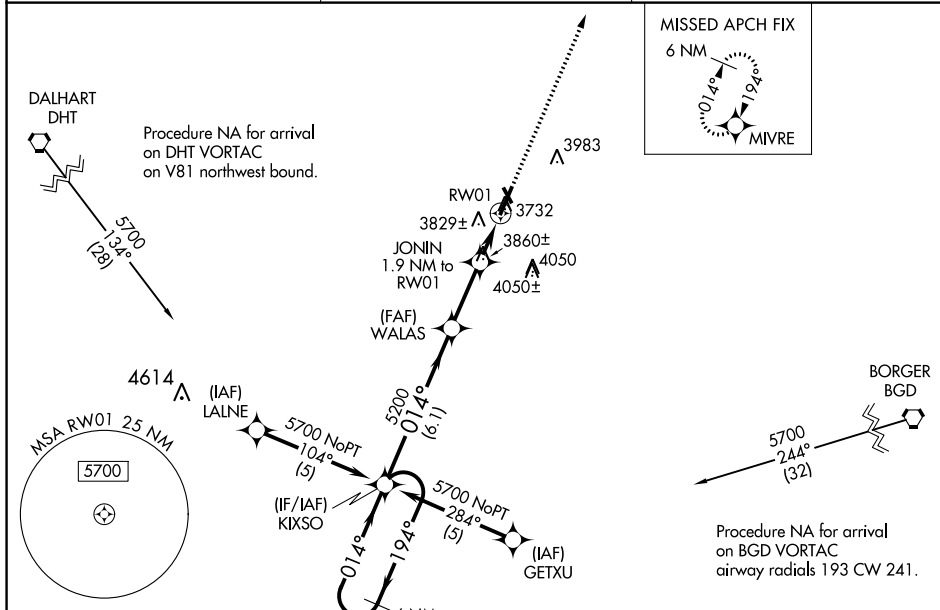 MISSED APCH FIX
6 NM
014°
194°
MIVRE
DALHART
DHT
Procedure NA for arrival
on DHT VORTAC
on V81 northwest bound.
5700
134°
(28)
3983
RW01
3732
3829±
3860±
JONIN
1.9 NM to
RW01
4050
4050±
(FAF)
WALAS
4614
(IAF)
LALNE
5200
014°
(6.1)
BORGER
BGD
5700
244°
(32)
MSA RW01 25 NM
5700
5700 NoPT
104°
(5)
(IF/IAF)
KIXSO
5700 NoPT
284°
(5)
(IAF)
GETXU
014°
194°
Procedure NA for arrival
on BGD VORTAC
airway radials 193 CW 241.